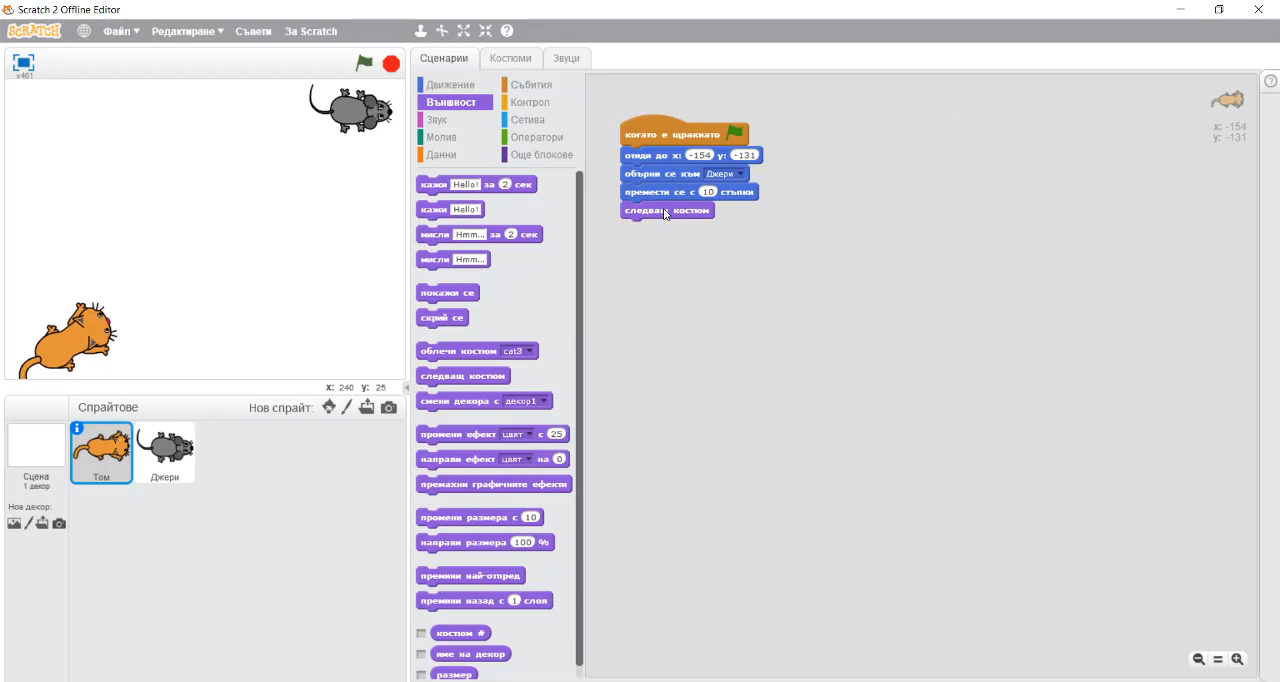 Scratch 2 Offline Editor
SCRATCH Файл Редактиране Съвети За Scratch
v461
Сценарии Костюми Звуци
Движение Събития
Външност Контрол
Звук Сетива
Молив Оператори
Данни Още блокове
кажи Hello! за 2 сек
кажи Hello!
мисли Hmm... за 2 сек
мисли Hmm...
покажи се
скрий се
облечи костюм cat3
следващ костюм
смени декора с декор1
промени ефект цвят с 25
направи ефект цвят на 0
премахни графичните ефекти
промени размера с 10
направи размера 100 %
премини най-отпред
премини назад с 1 слоя
костюм #
име на декор
размер
когато е щракнато
отиди до x: -154 y: -131
обърни се към Джери
премести се с 10 стъпки
следващ костюм
x: -154
y: -131
x: 240 y: 25
Спрайтове Нов спрайт:
Сцена
1 декор
Нов декор:
Том
Джери